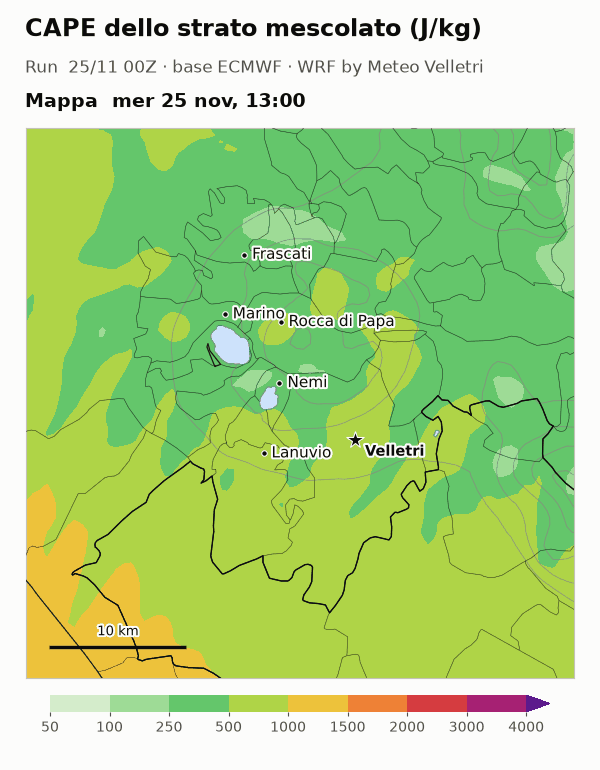 CAPE dello strato mescolato (J/kg)
Run  25/11 00Z · base ECMWF · WRF by Meteo Velletri
Mappa  mer 25 nov, 13:00
Frascati
Marino
Rocca di Papa
Nemi
Velletri
Lanuvio
10 km
50 100 250 500 1000 1500 2000 3000 4000